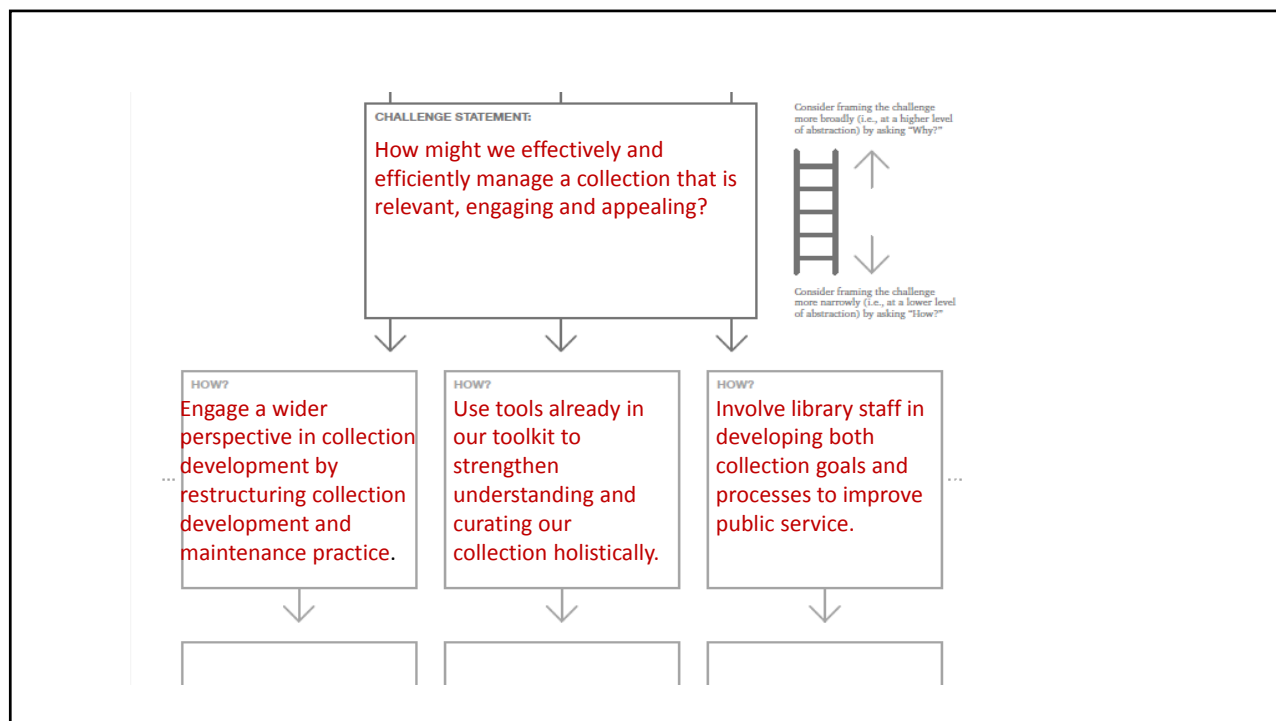 CHALLENGE STATEMENT:
How might we effectively and
efficiently manage a collection that is
relevant, engaging and appealing?
Consider framing the challenge
more broadly (i.e., at a higher level
of abstraction) by asking “Why?”
Consider framing the challenge
more narrowly (i.e., at a lower level
of abstraction) by asking “How?”
HOW?
Engage a wider
perspective in collection
development by
restructuring collection
development and
maintenance practice.
HOW?
Use tools already in
our toolkit to
strengthen
understanding and
curating our
collection holistically.
HOW?
Involve library staff in
developing both
collection goals and
processes to improve
public service.
...
...